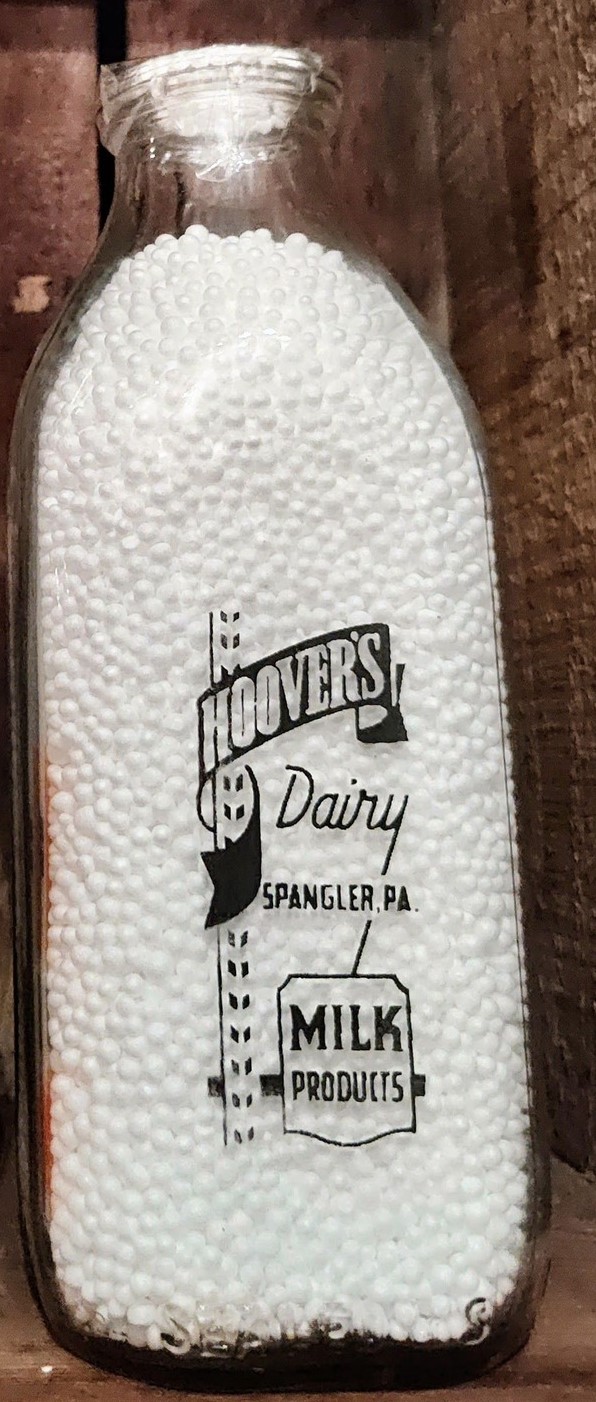 HOOVER'S
Dairy
SPANGLER, PA.
MILK
PRODUCTS